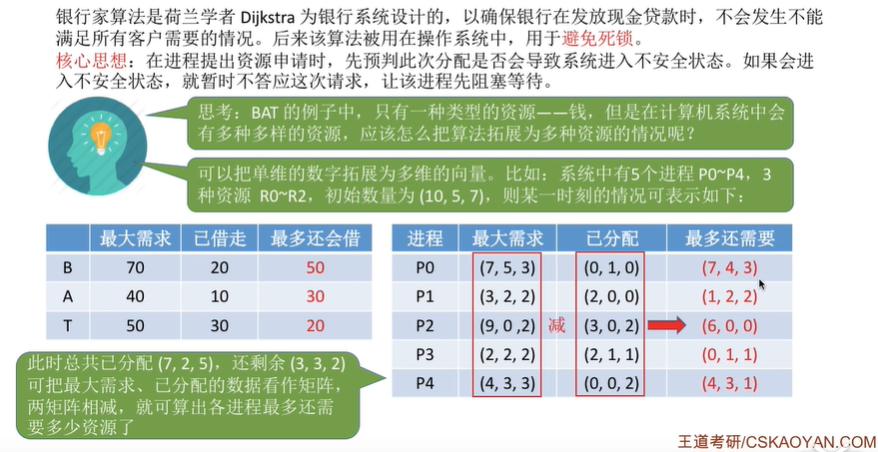 银行家算法是荷兰学者 Dijkstra 为银行系统设计的，以确保银行在发放现金贷款时，不会发生不能
满足所有客户需要的情况。后来该算法被用在操作系统中，用于避免死锁。
核心思想：在进程提出资源申请时，先预判此次分配是否会导致系统进入不安全状态。如果会进
入不安全状态，就暂时不答应这次请求，让该进程先阻塞等待。
思考：BAT 的例子中，只有一种类型的资源——钱，但是在计算机系统中会
有多种多样的资源，应该怎么把算法拓展为多种资源的情况呢？
可以把单维的数字拓展为多维的向量。比如：系统中有5个进程 P0~P4，3
种资源 R0~R2，初始数量为 (10, 5, 7)，则某一时刻的情况可表示如下：
最大需求 已借走 最多还会借
B 70 20 50
A 40 10 30
T 50 30 20
进程 最大需求 已分配 最多还需要
P0 (7, 5, 3) (0, 1, 0) (7, 4, 3)
P1 (3, 2, 2) (2, 0, 0) (1, 2, 2)
P2 (9, 0 ,2) 减 (3, 0, 2) (6, 0, 0)
P3 (2, 2, 2) (2, 1, 1) (0, 1, 1)
P4 (4, 3, 3) (0, 0, 2) (4, 3, 1)
此时总共已分配 (7, 2, 5)，还剩余 (3, 3, 2)
可把最大需求、已分配的数据看作矩阵，
两矩阵相减，就可算出各进程最多还需
要多少资源了
王道考研/CSKAOYAN.COM